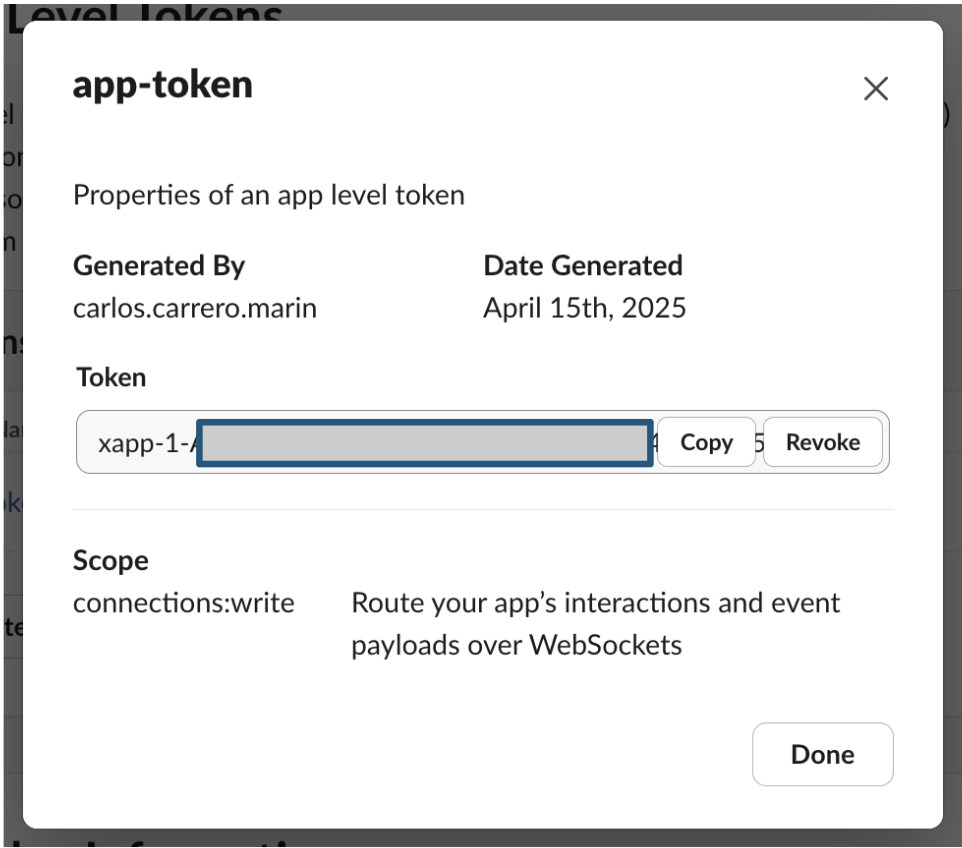 Level Tokens
app-token
Properties of an app level token
Generated By
Date Generated
carlos.carrero.marin
April 15th, 2025
Token
xapp-1-A
Copy
Revoke
Scope
connections:write
Route your app’s interactions and event
payloads over WebSockets
Done